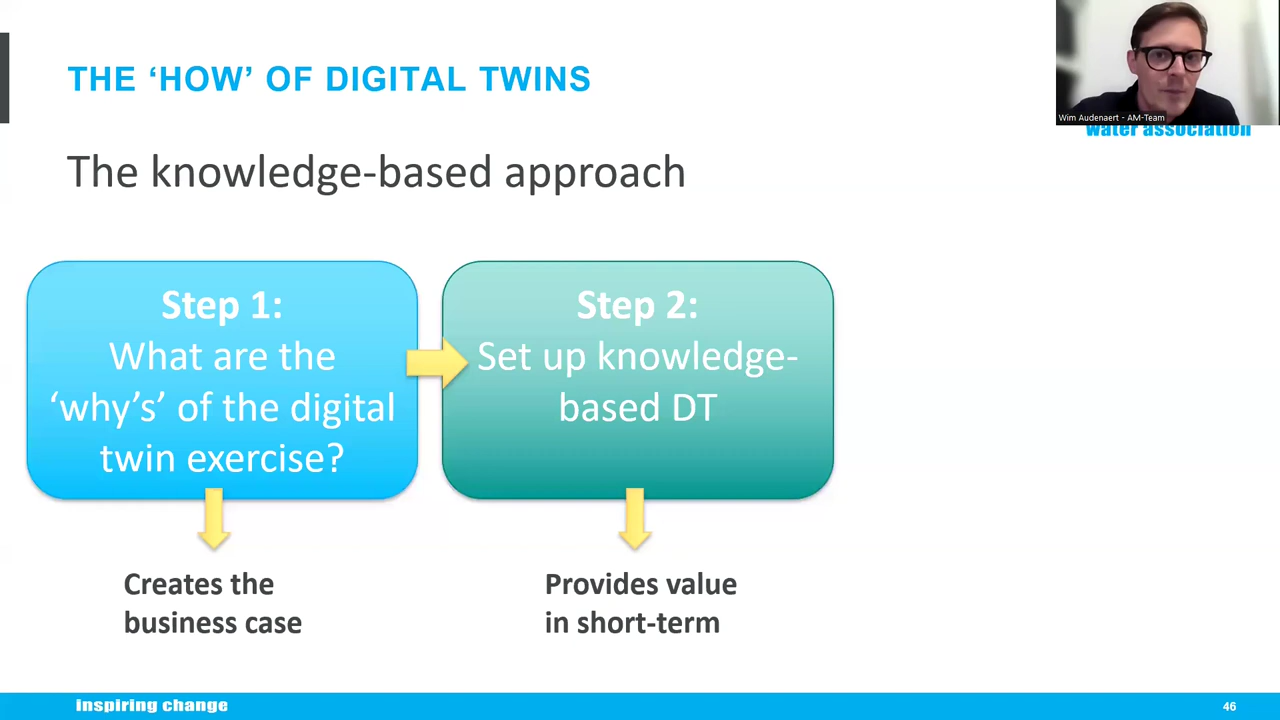 THE ‘HOW’ OF DIGITAL TWINS
Wim Audenaert - AM-Team
water association
The knowledge-based approach
Step 1:
What are the
‘why’s’ of the digital
twin exercise?
Step 2:
Set up knowledge-
based DT
Creates the
business case
Provides value
in short-term
inspiring change
46